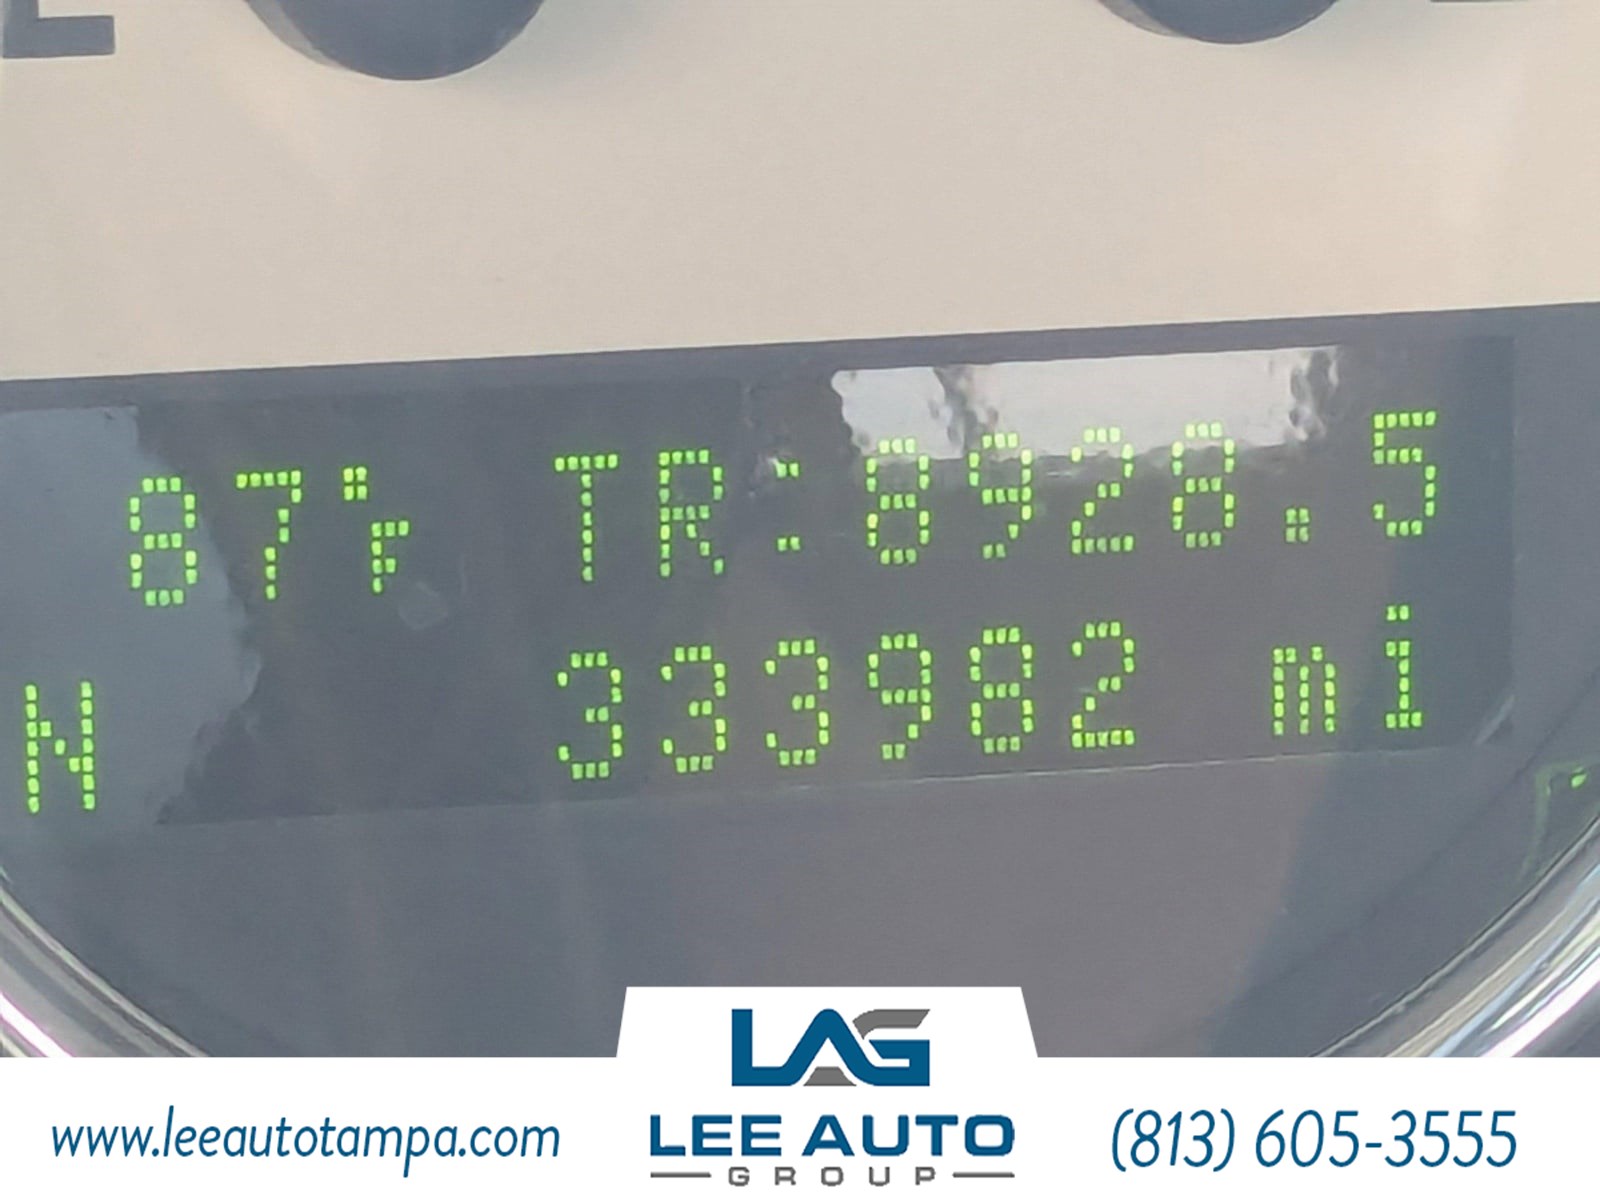 87°F TR:8928.5
N 333982 mi
LAG
www.leeautotampa.com LEE AUTO (813) 605-3555
GROUP